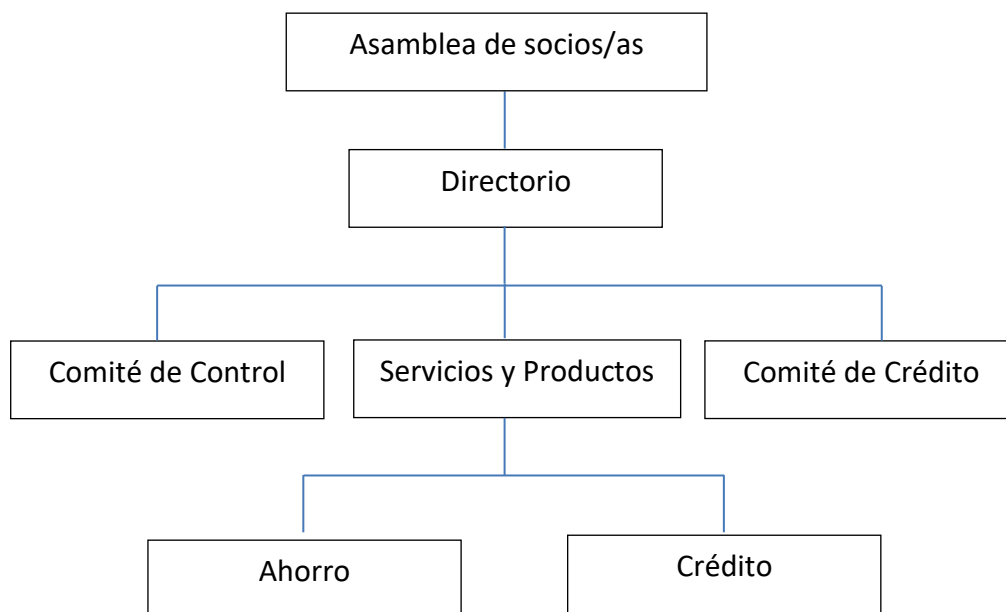 Asamblea de socios/as
Directorio
Comité de Control
Servicios y Productos
Comité de Crédito
Ahorro
Crédito